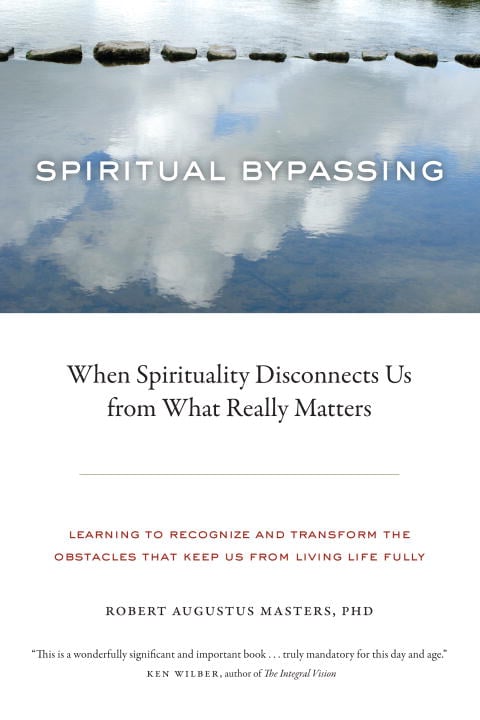 SPIRITUAL BYPASSING
When Spirituality Disconnects Us
from What Really Matters
LEARNING TO RECOGNIZE AND TRANSFORM THE
OBSTACLES THAT KEEP US FROM LIVING LIFE FULLY
ROBERT AUGUSTUS MASTERS, PHD
“This is a wonderfully significant and important book . . . truly mandatory for this day and age.”
KEN WILBER, author of The Integral Vision